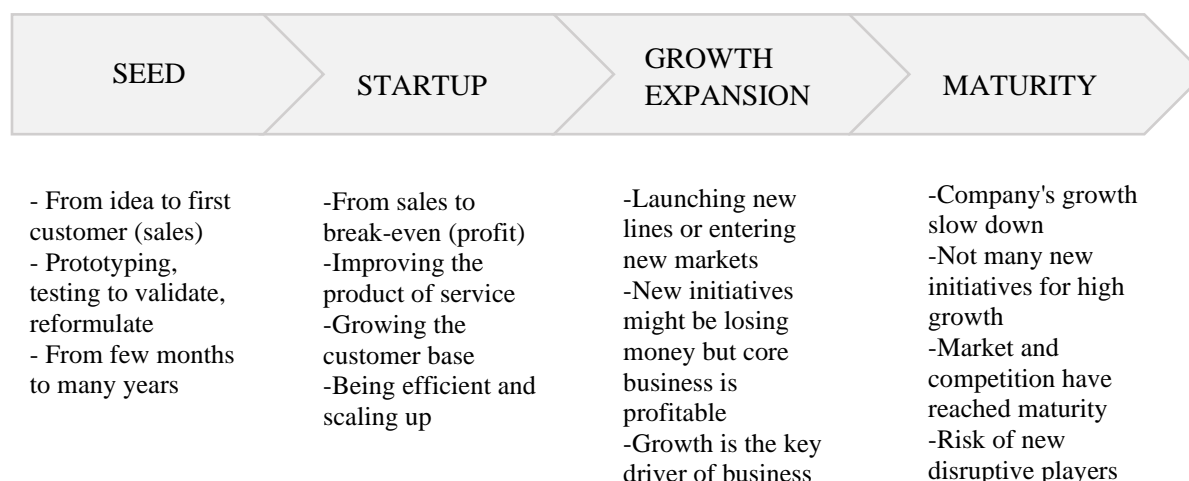 SEED
STARTUP
GROWTH
EXPANSION
MATURITY
- From idea to first
customer (sales)
- Prototyping,
testing to validate,
reformulate
- From few months
to many years
-From sales to
break-even (profit)
-Improving the
product of service
-Growing the
customer base
-Being efficient and
scaling up
-Launching new
lines or entering
new markets
-New initiatives
might be losing
money but core
business is
profitable
-Growth is the key
driver of business
-Company's growth
slow down
-Not many new
initiatives for high
growth
-Market and
competition have
reached maturity
-Risk of new
disruptive players